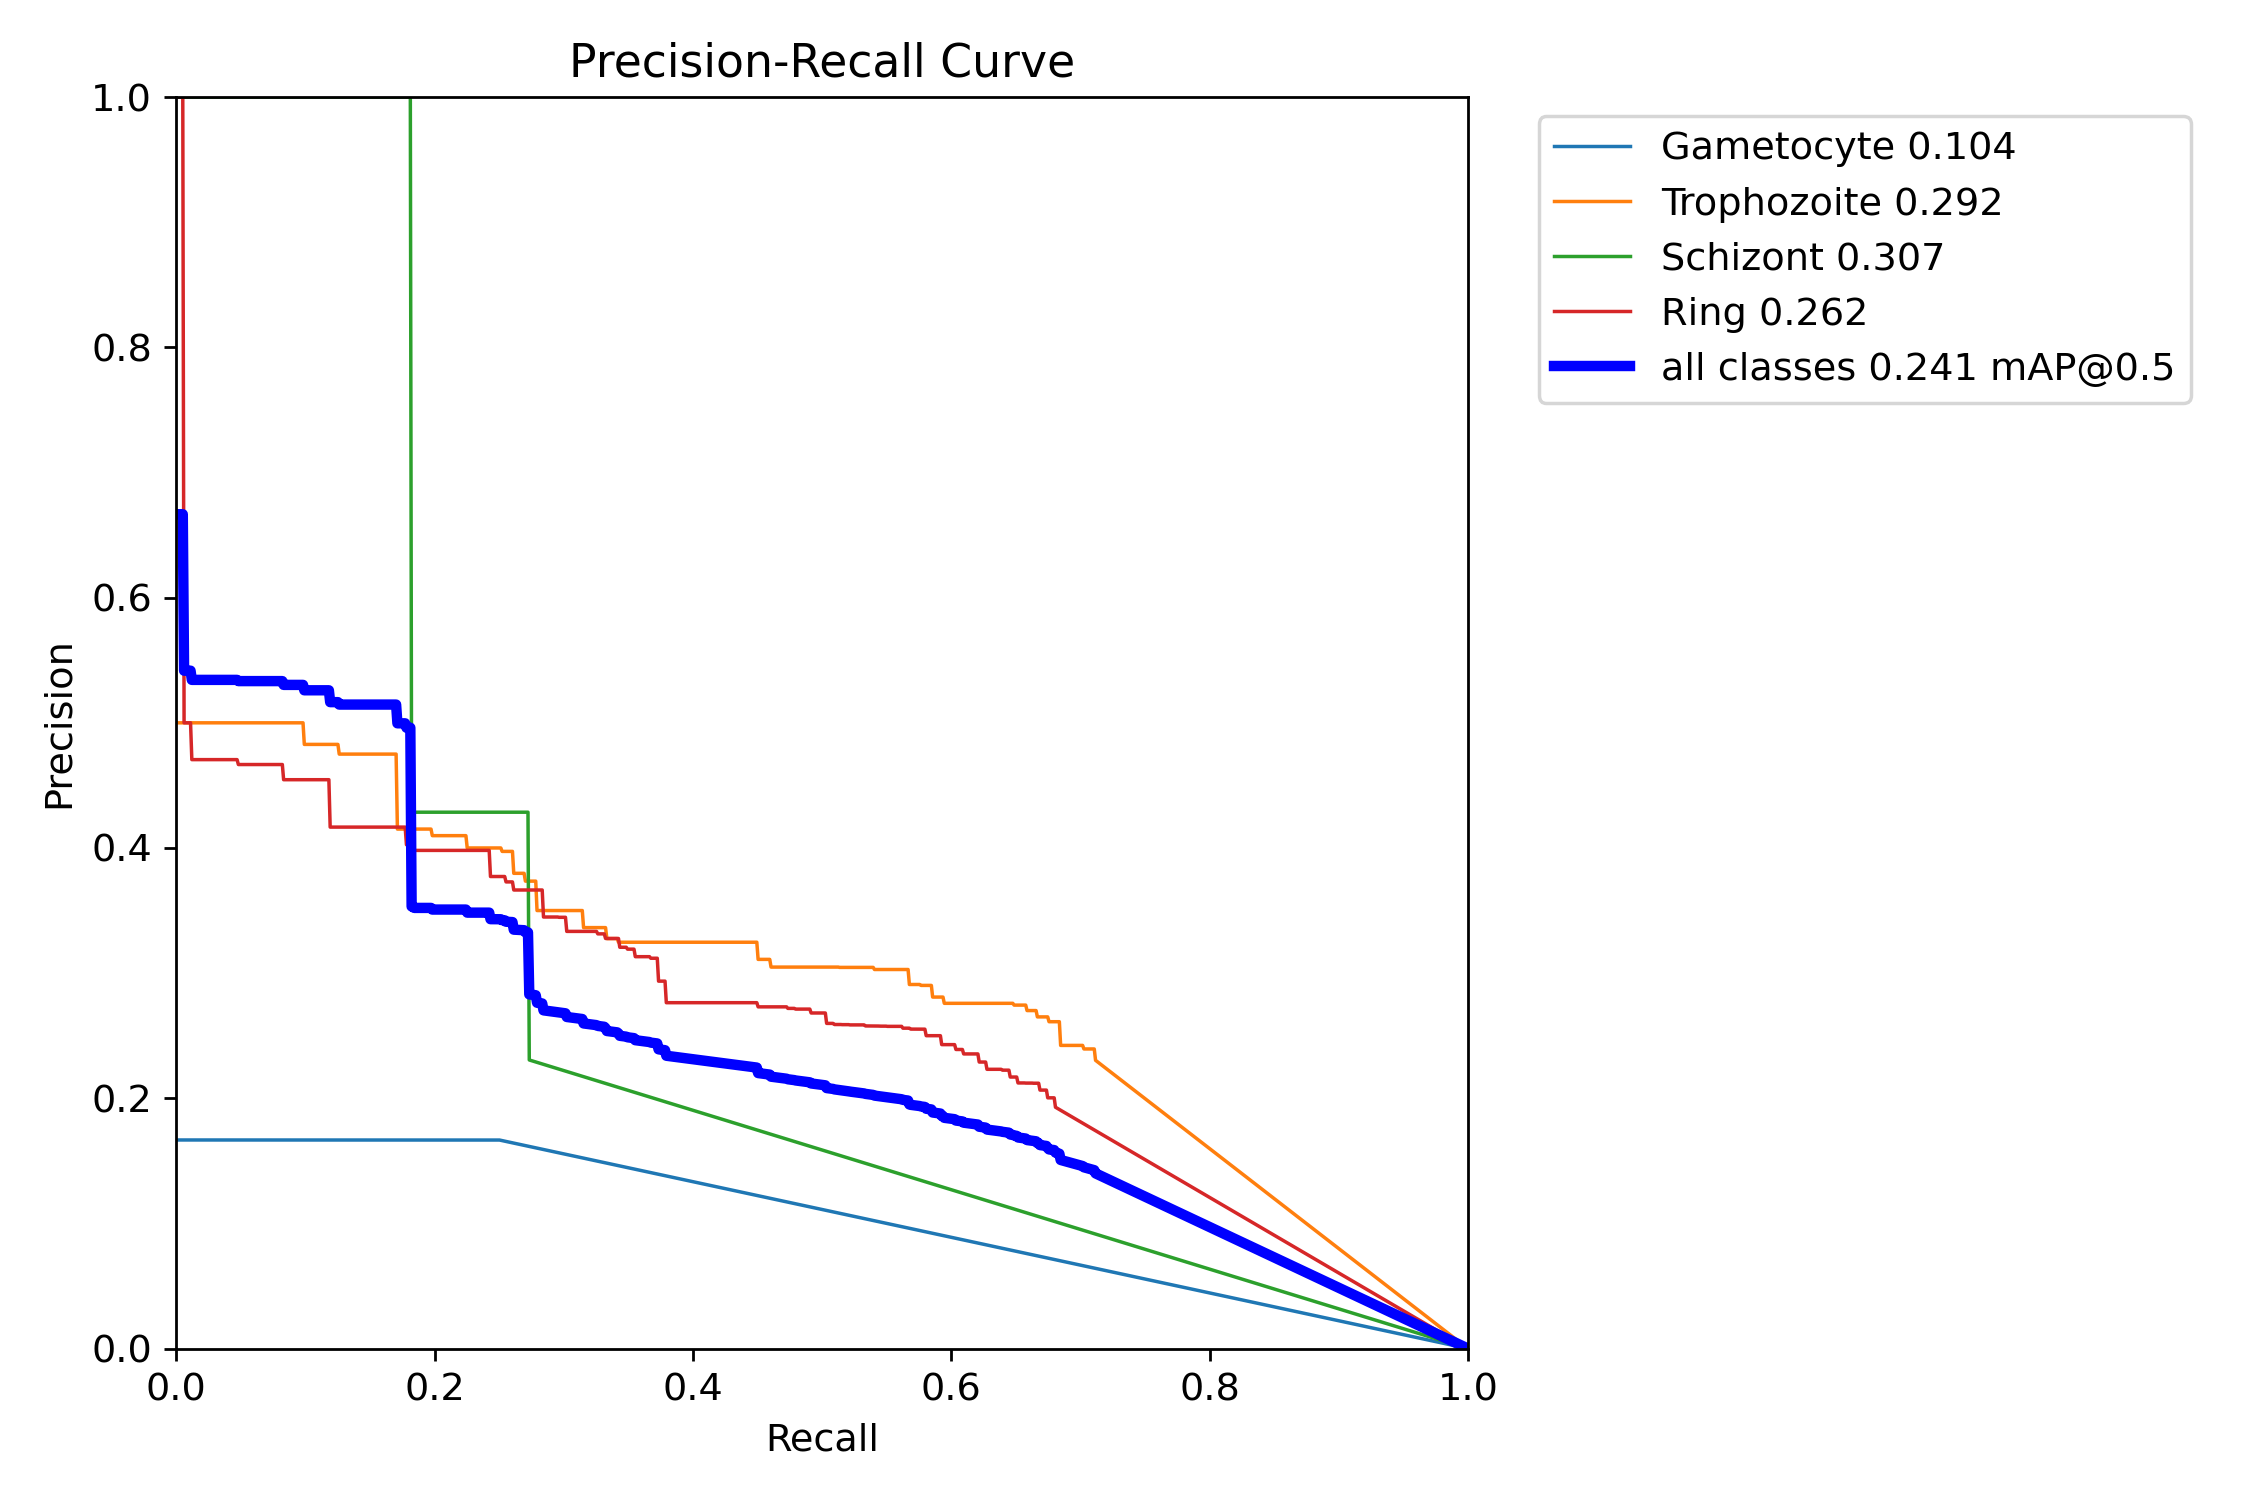 Precision-Recall Curve
1.0
0.8
0.6
0.4
0.2
0.0
Precision
0.0 0.2 0.4 0.6 0.8 1.0
Recall
Gametocyte 0.104
Trophozoite 0.292
Schizont 0.307
Ring 0.262
all classes 0.241 mAP@0.5